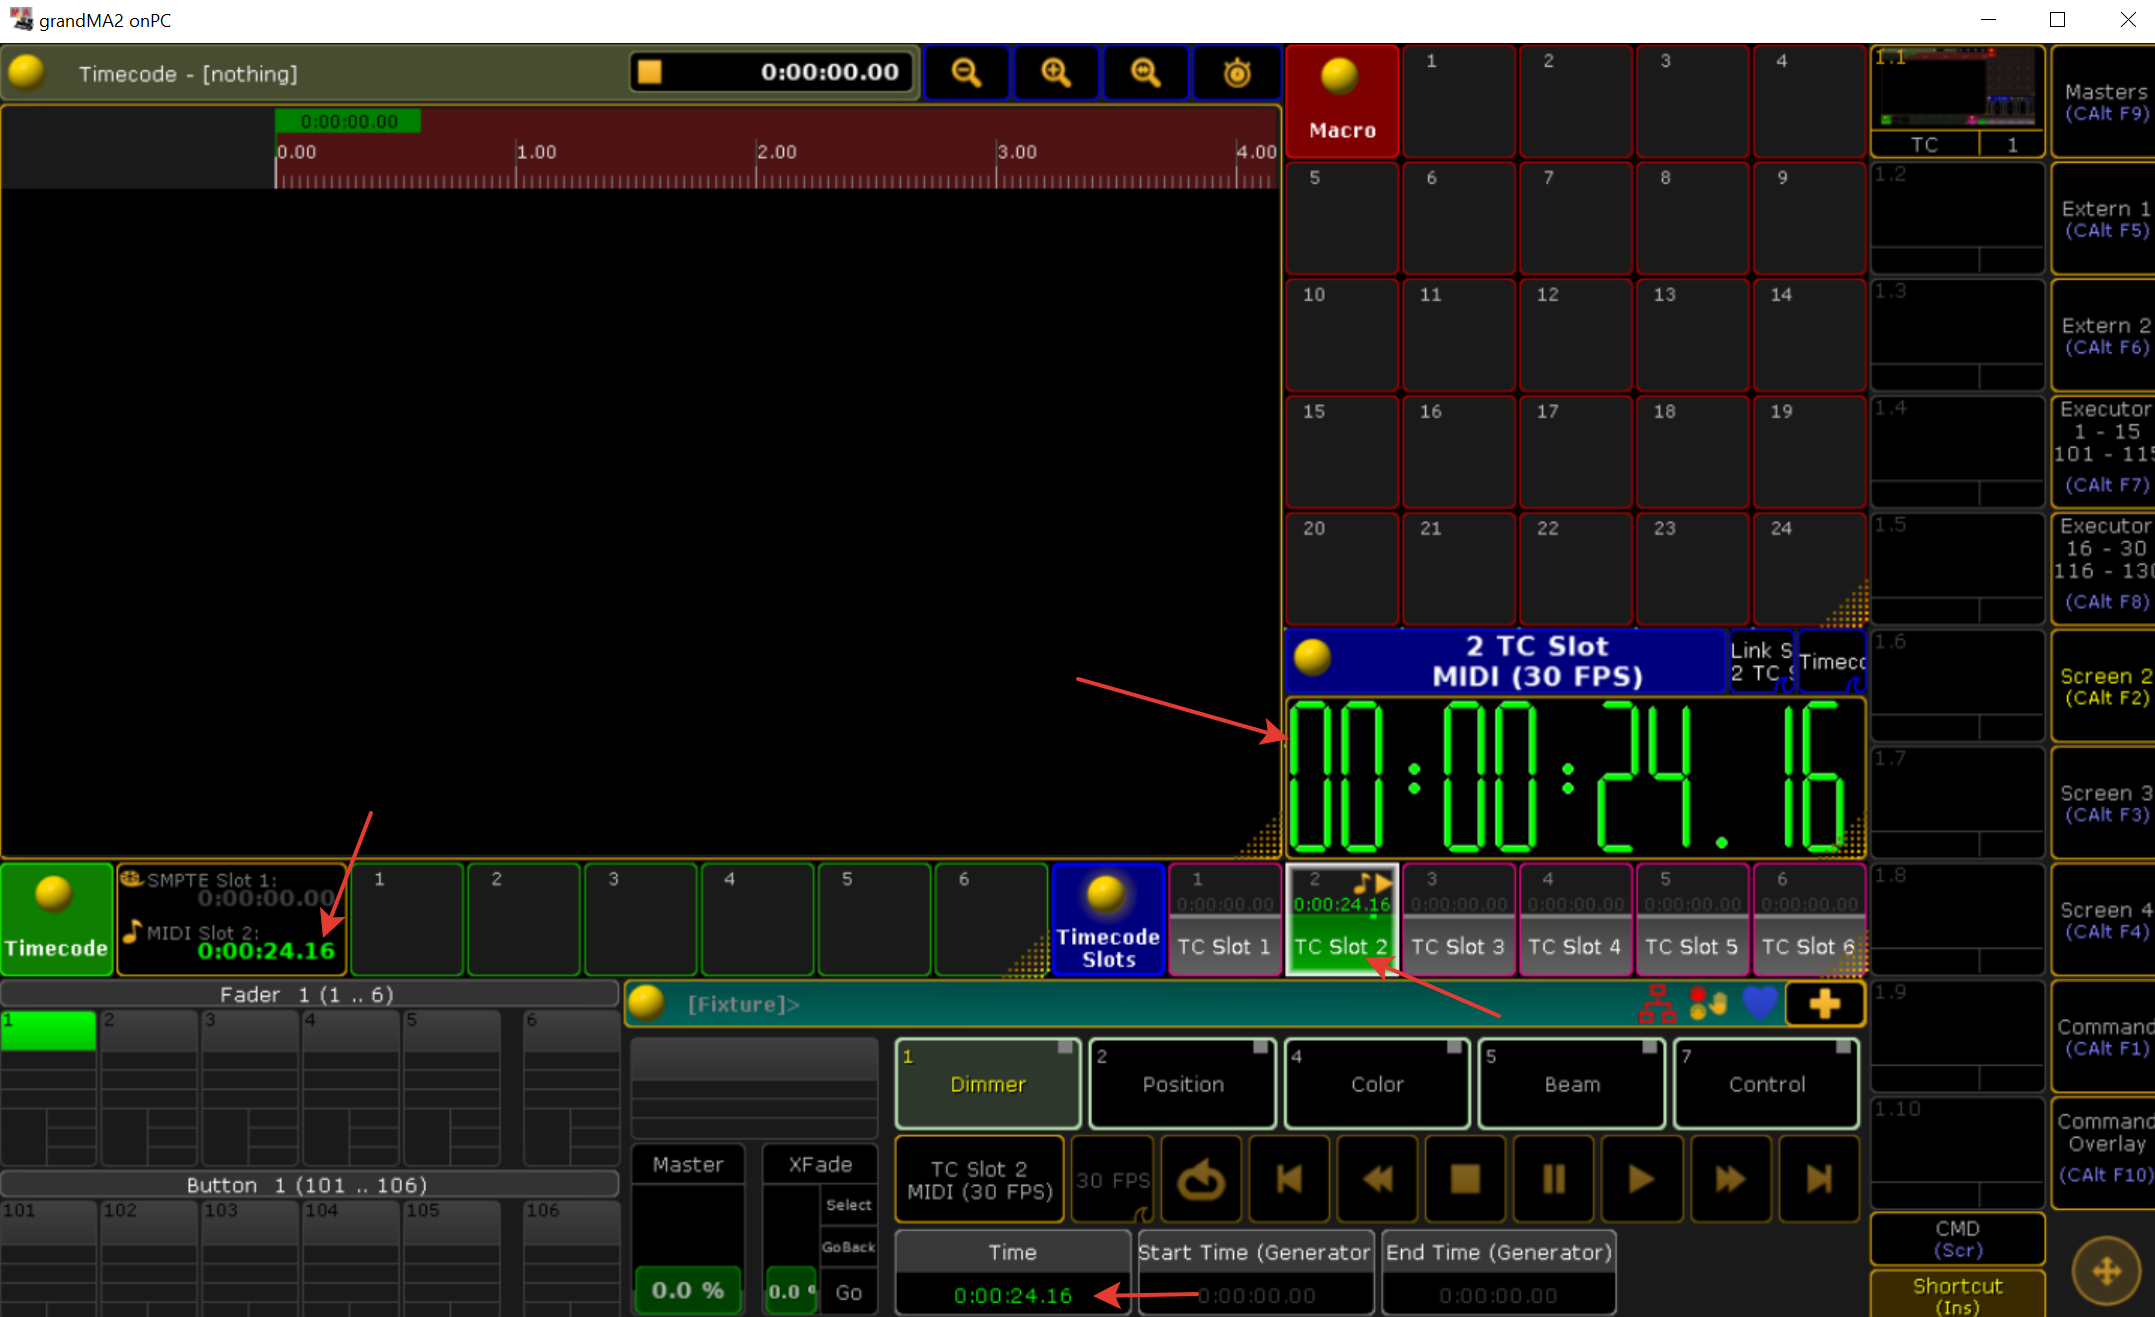 grandMA2 onPC
Timecode - [nothing]
0:00:00.00
0:00:00.00
0.00 1.00 2.00 3.00 4.00
Macro
1 2 3 4
5 6 7 8 9
10 11 12 13 14
15 16 17 18 19
20 21 22 23 24
2 TC Slot
MIDI (30 FPS)
Link S
2 TC S
Timecc
00:00:24.16
Timecode
SMPTE Slot 1:
0:00:00.00
MIDI Slot 2:
0:00:24.16
1 2 3 4 5 6
Timecode
Slots
1
0:00:00.00
TC Slot 1
2
0:00:24.16
TC Slot 2
3
0:00:00.00
TC Slot 3
4
0:00:00.00
TC Slot 4
5
0:00:00.00
TC Slot 5
6
0:00:00.00
TC Slot 6
Fader 1 (1 .. 6)
1 2 3 4 5 6
Button 1 (101 .. 106)
101 102 103 104 105 106
[Fixture]>
1
Dimmer
2
Position
4
Color
5
Beam
7
Control
Master
0.0 %
XFade
Select
GoBack
0.0
Go
TC Slot 2
MIDI (30 FPS)
30 FPS
Time
0:00:24.16
Start Time (Generator
0:00:00.00
End Time (Generator)
0:00:00.00
1.1
TC 1
1.2
1.3
1.4
1.5
1.6
1.7
1.8
1.9
1.10
CMD
(Scr)
Shortcut
(Ins)
Masters
(CAlt F9)
Extern 1
(CAlt F5)
Extern 2
(CAlt F6)
Executor
1 - 15
101 - 115
(CAlt F7)
Executor
16 - 30
116 - 130
(CAlt F8)
Screen 2
(CAlt F2)
Screen 3
(CAlt F3)
Screen 4
(CAlt F4)
Command
(CAlt F1)
Command
Overlay
(CAlt F10)